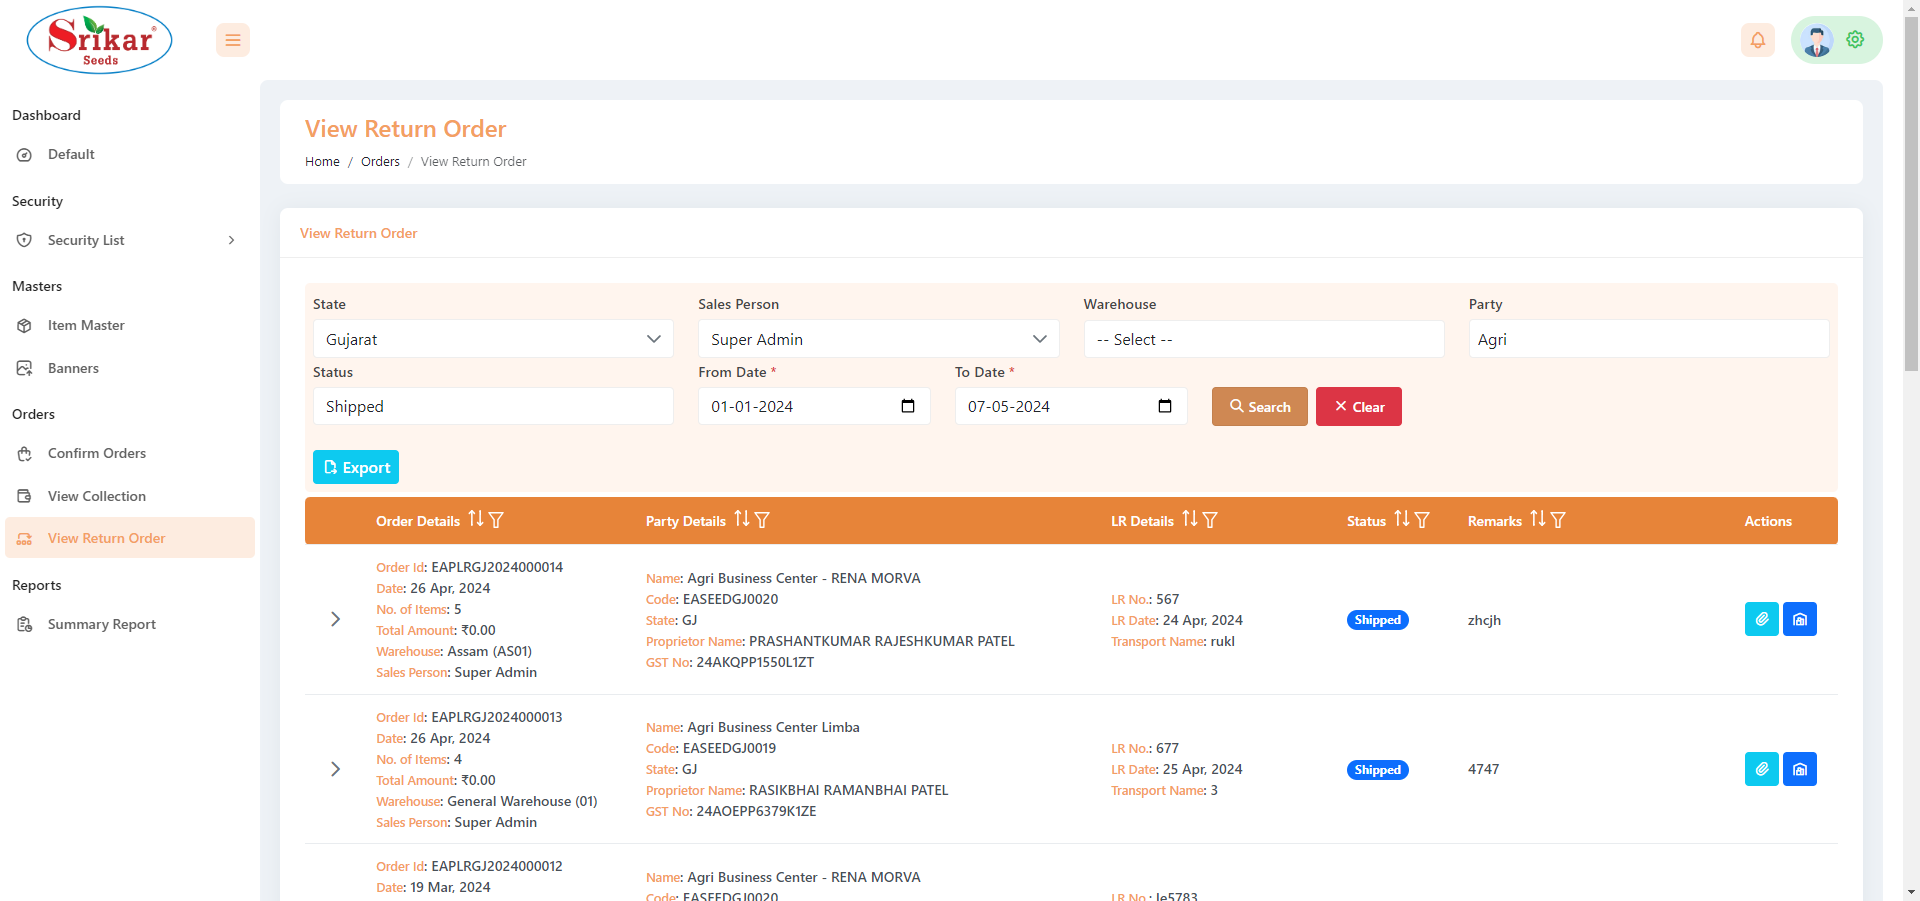 Srikar
Seeds
Dashboard
Default
Security
Security List
Masters
Item Master
Banners
Orders
Confirm Orders
View Collection
View Return Order
Reports
Summary Report
View Return Order
Home / Orders / View Return Order
View Return Order
State
Sales Person
Warehouse
Party
Gujarat
Super Admin
-- Select --
Agri
Status
From Date *
To Date *
Shipped
01-01-2024
07-05-2024
Search
Clear
Export
Order Details
Party Details
LR Details
Status
Remarks
Actions
Order Id: EAPLRGJ2024000014
Date: 26 Apr, 2024
No. of Items: 5
Total Amount: ₹0.00
Warehouse: Assam (AS01)
Sales Person: Super Admin
Name: Agri Business Center - RENA MORVA
Code: EASEEDGJ0020
State: GJ
Proprietor Name: PRASHANTKUMAR RAJESHKUMAR PATEL
GST No: 24AKQPP1550L1ZT
LR No.: 567
LR Date: 24 Apr, 2024
Transport Name: rukl
Shipped
zhcjh
Order Id: EAPLRGJ2024000013
Date: 26 Apr, 2024
No. of Items: 4
Total Amount: ₹0.00
Warehouse: General Warehouse (01)
Sales Person: Super Admin
Name: Agri Business Center Limba
Code: EASEEDGJ0019
State: GJ
Proprietor Name: RASIKBHAI RAMANBHAI PATEL
GST No: 24AOEPP6379K1ZE
LR No.: 677
LR Date: 25 Apr, 2024
Transport Name: 3
Shipped
4747
Order Id: EAPLRGJ2024000012
Date: 19 Mar, 2024
Name: Agri Business Center - RENA MORVA
Code: EASEEDGJ0020
LR No.: le5783